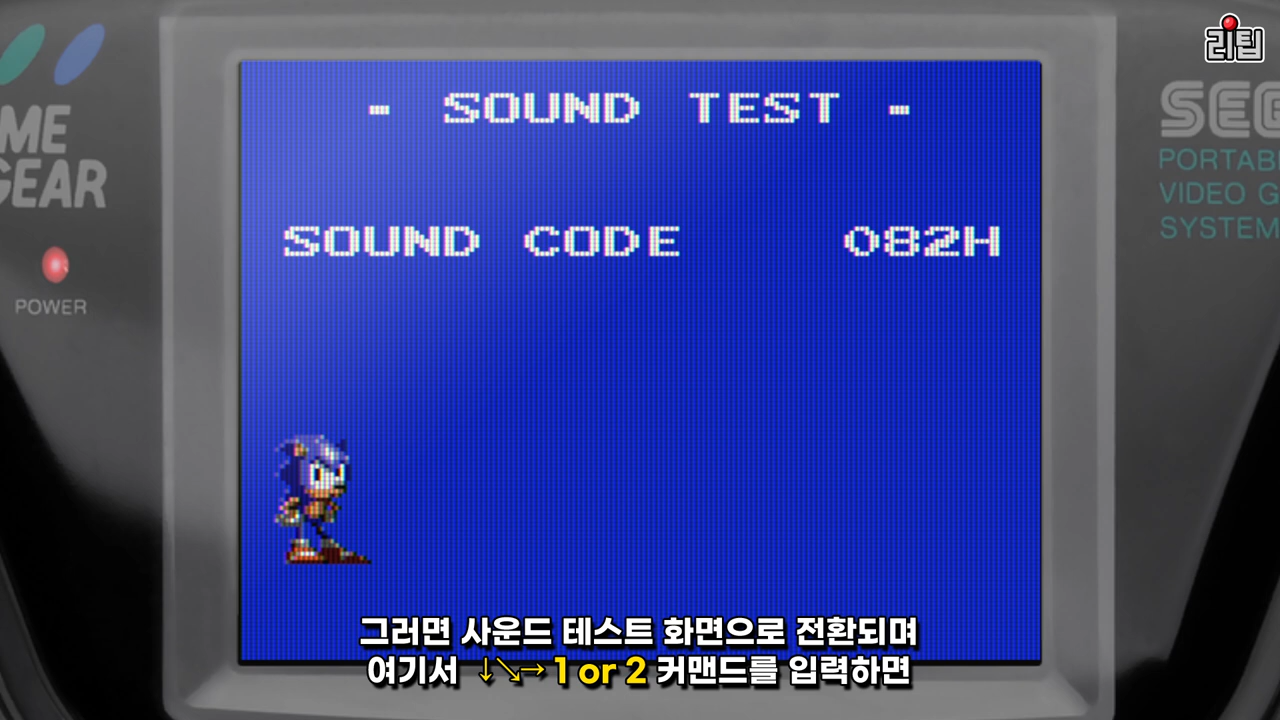 리팁
- SOUND TEST -
SOUND CODE 082H
ME
GEAR
POWER
SEG
PORTAB
VIDEO G
SYSTEM
그러면 사운드 테스트 화면으로 전환되며
여기서 ↓↘→ 1 or 2 커맨드를 입력하면